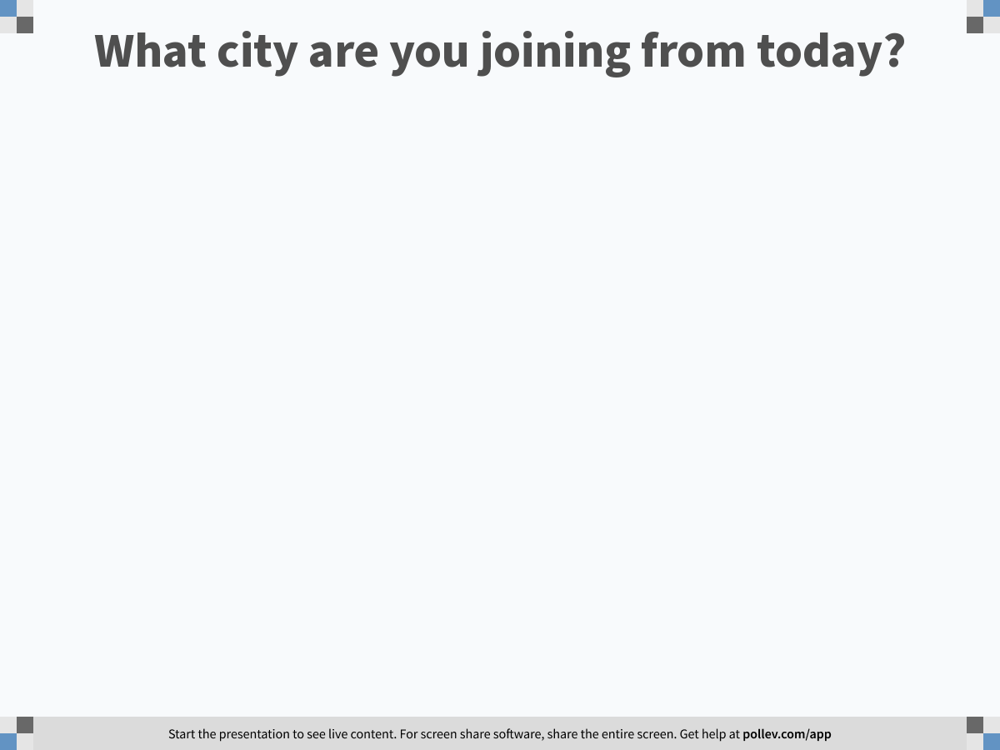 What city are you joining from today?
Start the presentation to see live content. For screen share software, share the entire screen. Get help at pollev.com/app